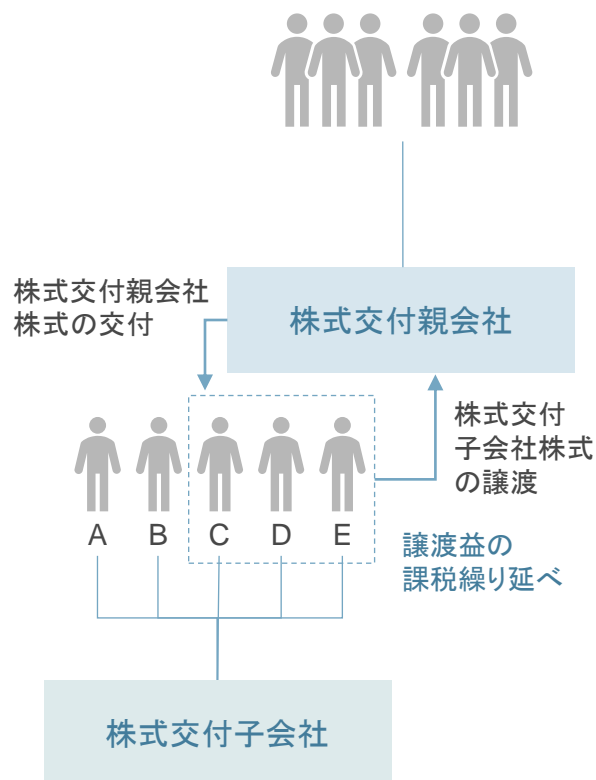 株式交付親会社
株式の交付
株式交付親会社
株式交付
子会社株式
の譲渡
A B C D E
譲渡益の
課税繰り延べ
株式交付子会社